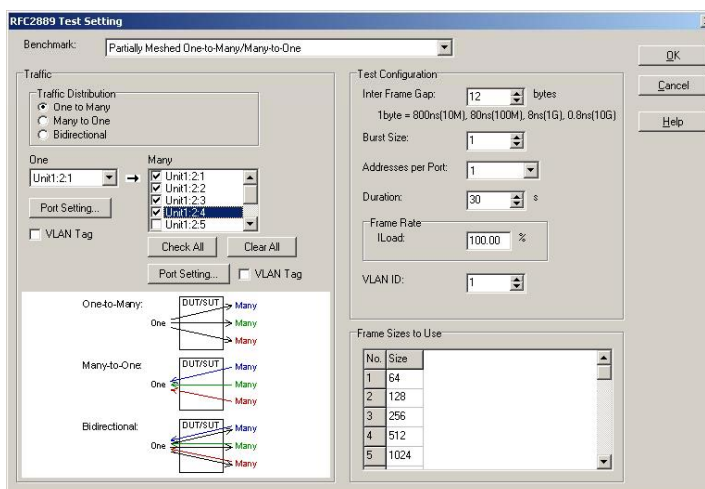 RFC2889 Test Setting
Benchmark: Partially Meshed One-to-Many/Many-to-One
OK
Cancel
Help
Traffic
Traffic Distribution
One to Many
Many to One
Bidirectional
One
Many
Unit1:2:1
Unit1:2:1
Unit1:2:2
Unit1:2:3
Unit1:2:4
Unit1:2:5
Port Setting...
VLAN Tag
Check All
Clear All
Port Setting...
VLAN Tag
One-to-Many:
DUT/SUT
One
Many
Many
Many
Many-to-One:
DUT/SUT
One
Many
Many
Many
Bidirectional:
DUT/SUT
One
Many
Many
Many
Test Configuration
Inter Frame Gap: 12 bytes
1byte = 800ns(10M), 80ns(100M), 8ns(1G), 0.8ns(10G)
Burst Size: 1
Addresses per Port: 1
Duration: 30 s
Frame Rate
ILoad: 100.00 %
VLAN ID: 1
Frame Sizes to Use
No. Size
1 64
2 128
3 256
4 512
5 1024